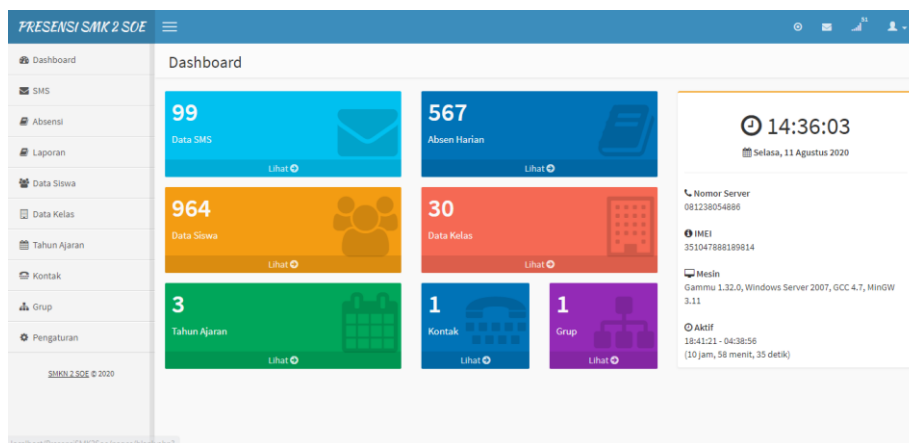 PRESENSI SMK 2 SOE
51
Dashboard
SMS
Absensi
Laporan
Data Siswa
Data Kelas
Tahun Ajaran
Kontak
Grup
Pengaturan
SMKN 2 SOE © 2020
Dashboard
99
Data SMS
Lihat
567
Absen Harian
Lihat
964
Data Siswa
Lihat
30
Data Kelas
Lihat
3
Tahun Ajaran
Lihat
1
Kontak
Lihat
1
Grup
Lihat
14:36:03
Selasa, 11 Agustus 2020
Nomor Server
081238054886
IMEI
351047888189814
Mesin
Gammu 1.32.0, Windows Server 2007, GCC 4.7, MinGW
3.11
Aktif
18:41:21 - 04:38:56
(10 jam, 58 menit, 35 detik)